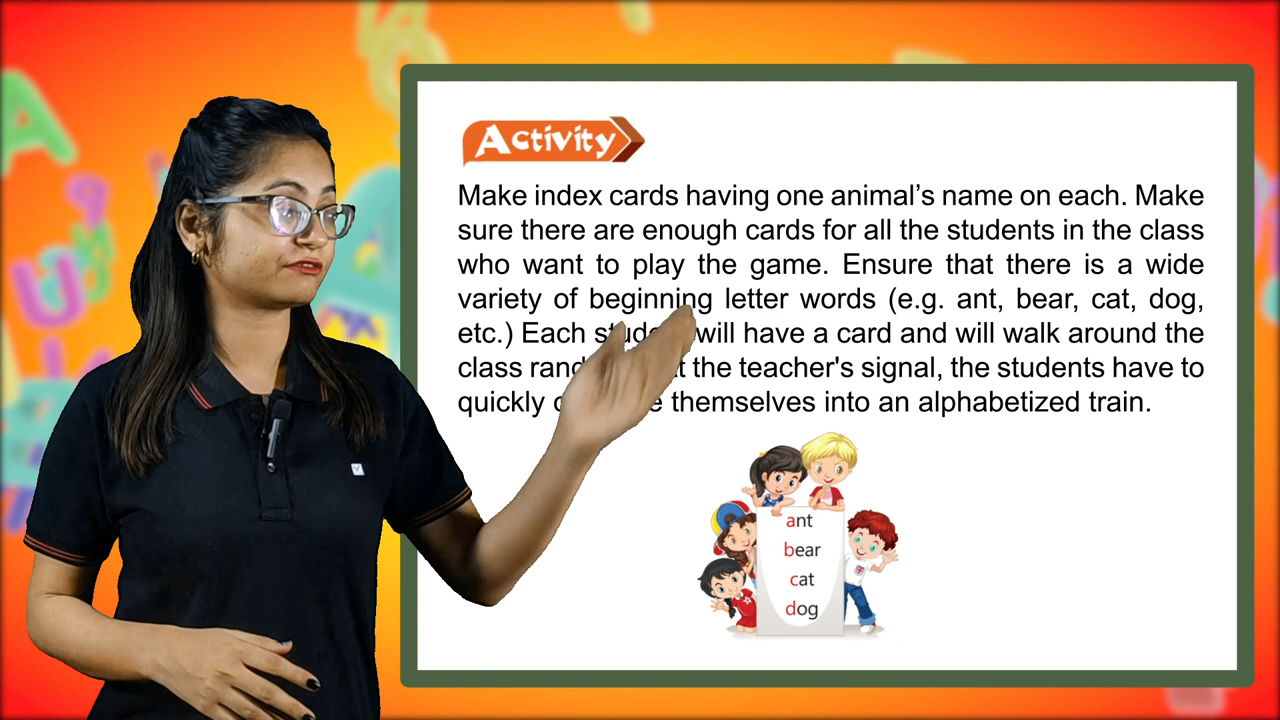 Activity
Make index cards having one animal’s name on each. Make
sure there are enough cards for all the students in the class
who want to play the game. Ensure that there is a wide
variety of beginning letter words (e.g. ant, bear, cat, dog,
etc.) Each will have a card and will walk around the
class the teacher's signal, the students have to
quickly themselves into an alphabetized train.
ant
bear
cat
dog